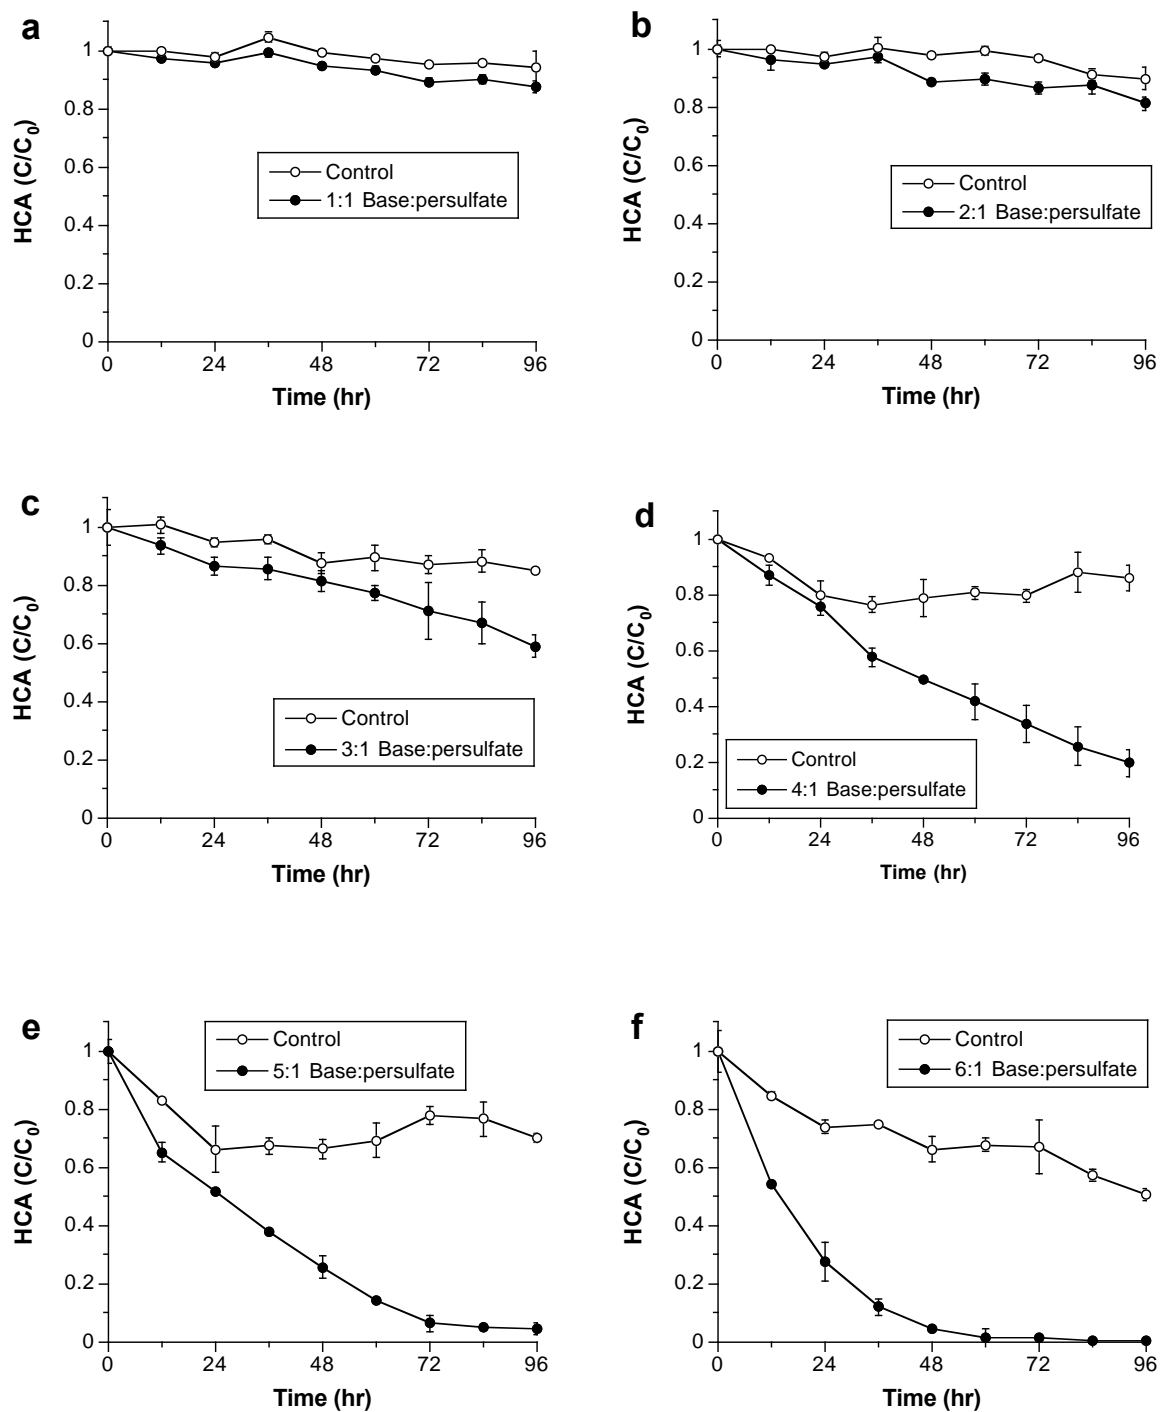 a
HCA (C/C0)
1
0.8
0.6
0.4
0.2
0
Control
1:1 Base:persulfate
0 24 48 72 96
Time (hr)
b
HCA (C/C0)
1
0.8
0.6
0.4
0.2
0
Control
2:1 Base:persulfate
0 24 48 72 96
Time (hr)
c
HCA (C/C0)
1
0.8
0.6
0.4
0.2
0
Control
3:1 Base:persulfate
0 24 48 72 96
Time (hr)
d
HCA (C/C0)
1
0.8
0.6
0.4
0.2
0
Control
4:1 Base:persulfate
0 24 48 72 96
Time (hr)
e
HCA (C/C0)
Control
5:1 Base:persulfate
1
0.8
0.6
0.4
0.2
0
0 24 48 72 96
Time (hr)
f
HCA (C/C0)
Control
6:1 Base:persulfate
1
0.8
0.6
0.4
0.2
0
0 24 48 72 96
Time (hr)